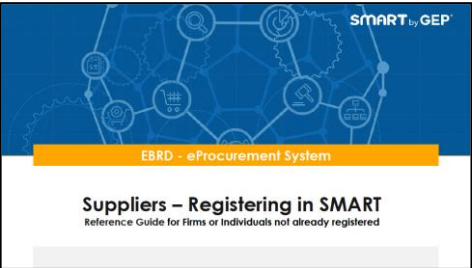 SMART by GEP®
EBRD - eProcurement System
Suppliers – Registering in SMART
Reference Guide for Firms or Individuals not already registered